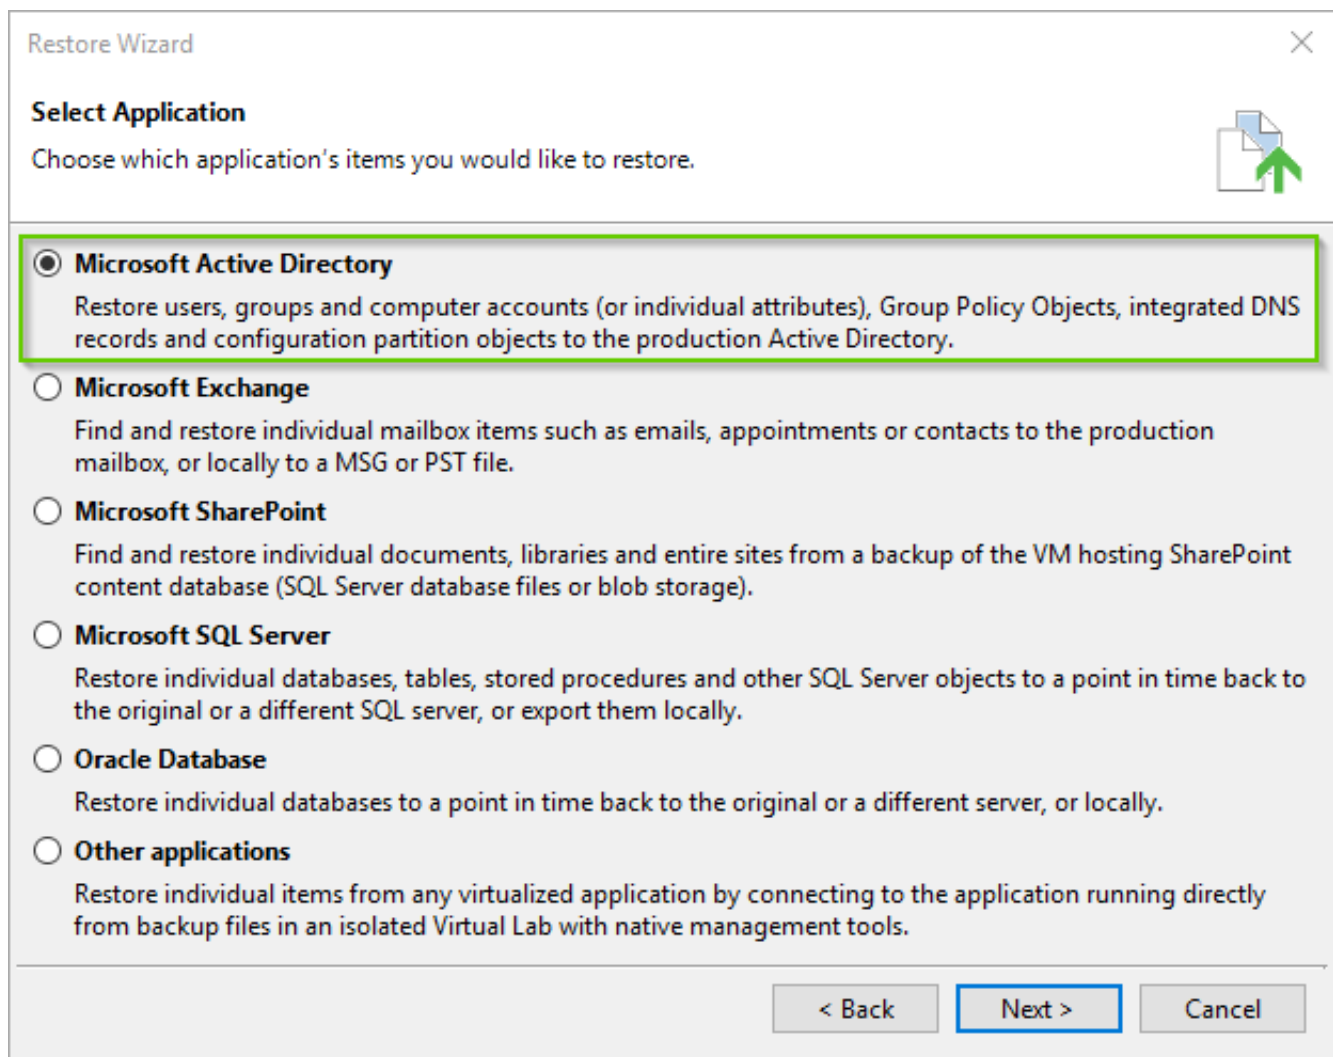 Restore Wizard
Select Application
Choose which application's items you would like to restore.
Microsoft Active Directory
Restore users, groups and computer accounts (or individual attributes), Group Policy Objects, integrated DNS
records and configuration partition objects to the production Active Directory.
Microsoft Exchange
Find and restore individual mailbox items such as emails, appointments or contacts to the production
mailbox, or locally to a MSG or PST file.
Microsoft SharePoint
Find and restore individual documents, libraries and entire sites from a backup of the VM hosting SharePoint
content database (SQL Server database files or blob storage).
Microsoft SQL Server
Restore individual databases, tables, stored procedures and other SQL Server objects to a point in time back to
the original or a different SQL server, or export them locally.
Oracle Database
Restore individual databases to a point in time back to the original or a different server, or locally.
Other applications
Restore individual items from any virtualized application by connecting to the application running directly
from backup files in an isolated Virtual Lab with native management tools.
< Back Next > Cancel